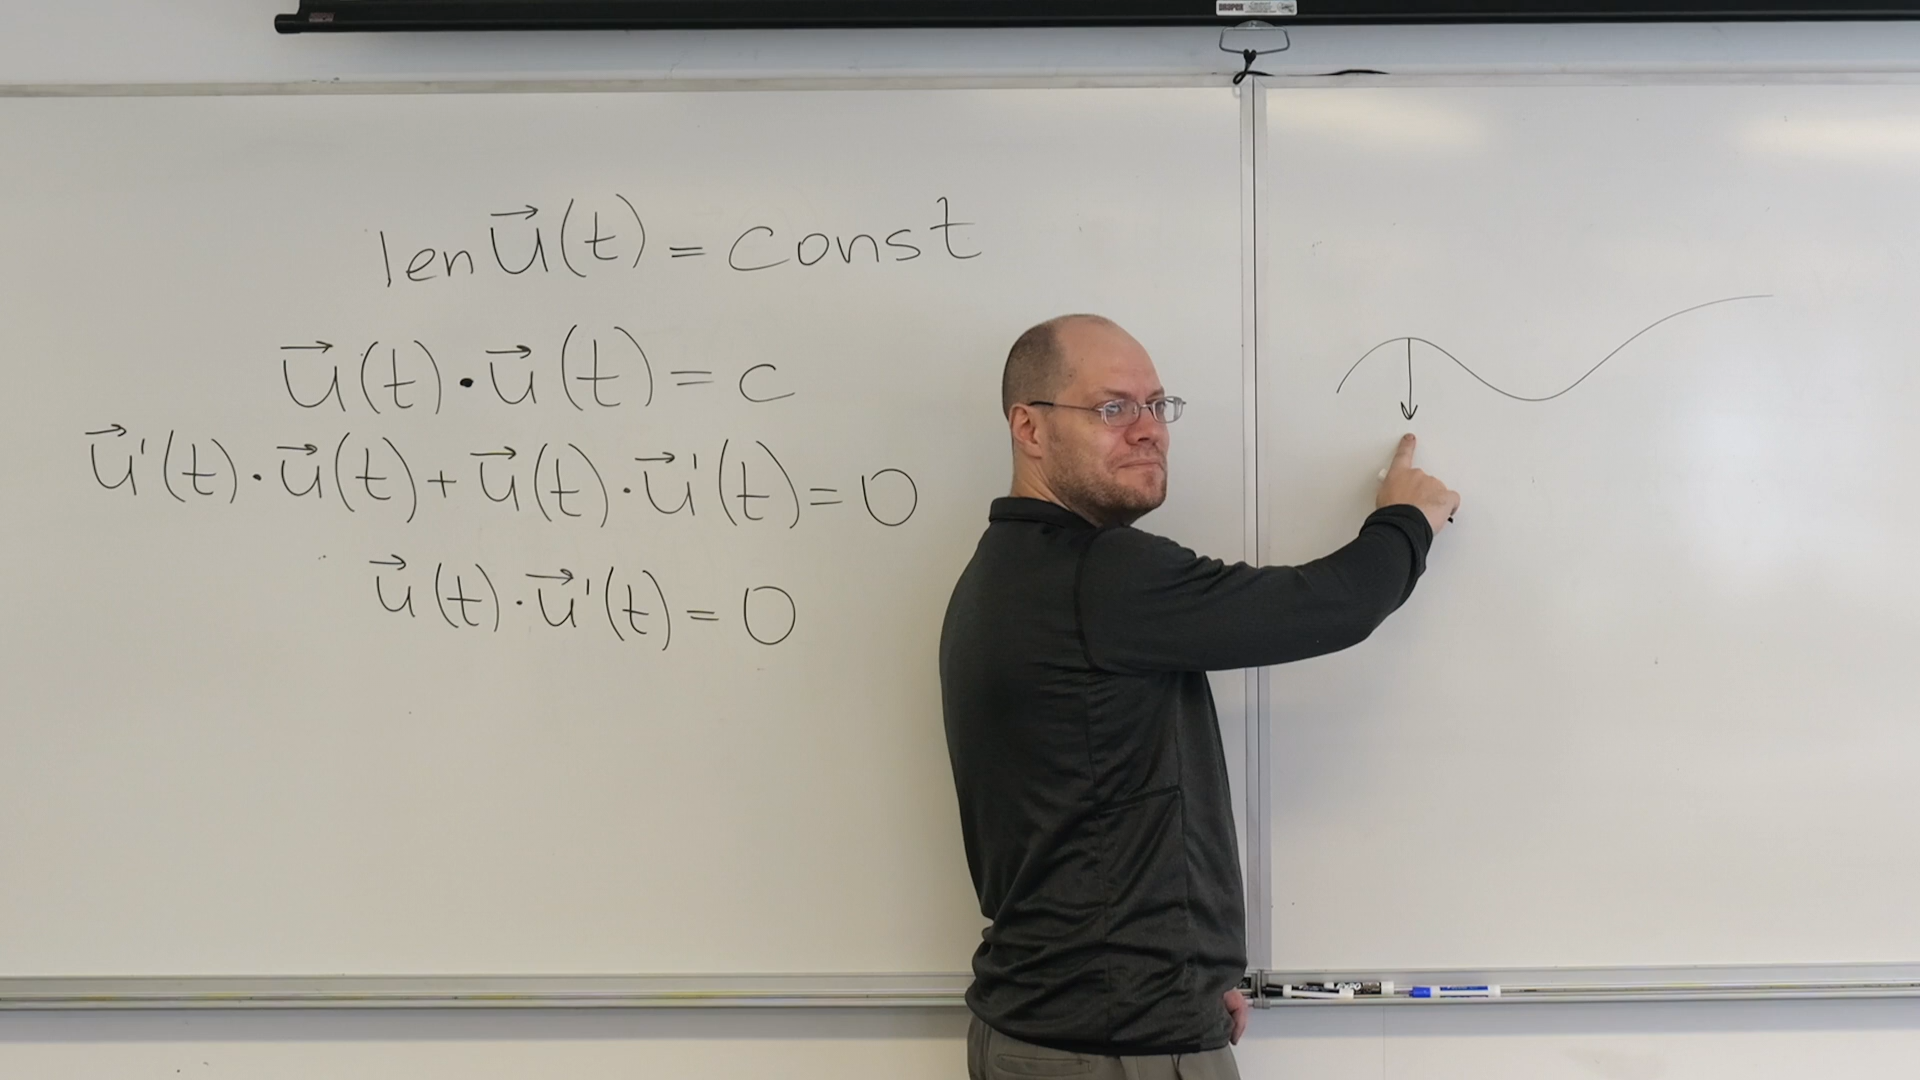 len u⃗(t) = const
u⃗(t) · u⃗(t) = c
u⃗'(t) · u⃗(t) + u⃗(t) · u⃗'(t) = 0
u⃗(t) · u⃗'(t) = 0